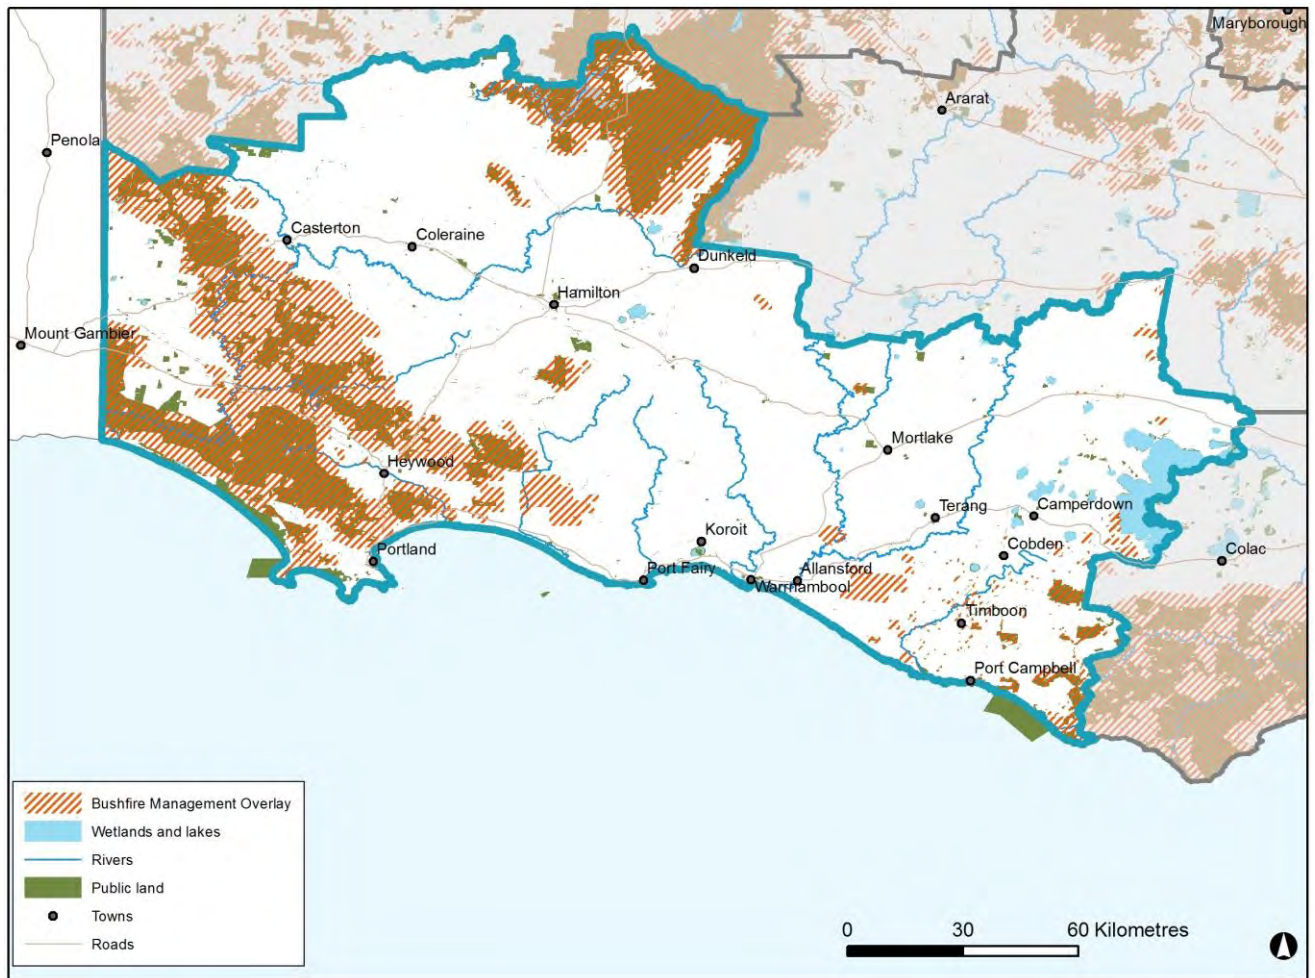 Maryborough
Ararat
Penola
Casterton
Coleraine
Dunkeld
Hamilton
Mount Gambier
Mortlake
Heywood
Terang
Camperdown
Koroit
Cobden
Colac
Portland
Port Fairy
Allansford
Warrnambool
Timboon
Port Campbell
Bushfire Management Overlay
Wetlands and lakes
Rivers
Public land
Towns
Roads
0 30 60 Kilometres